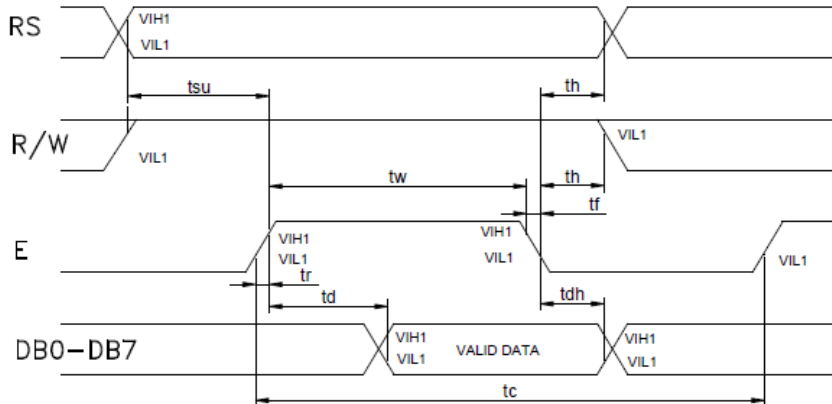 RS
VIH1
VIL1
tsu
th
R/W
VIL1
VIL1
tw
th
tf
E
VIH1
VIL1
VIH1
VIL1
VIL1
tr
td
tdh
DB0-DB7
VIH1
VIL1
VALID DATA
VIH1
VIL1
tc